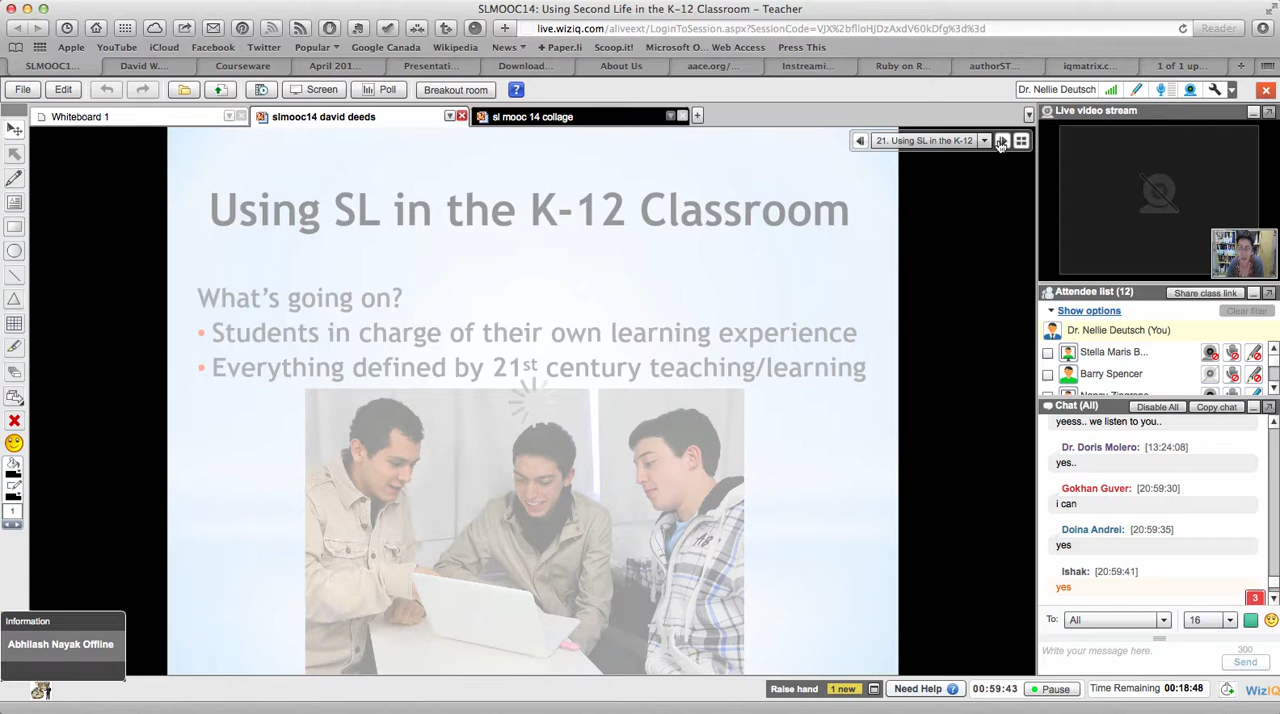 SLMOOC14: Using Second Life in the K-12 Classroom – Teacher
live.wiziq.com/aliveext/LoginToSession.aspx?SessionCode=VJX%2bflloHJDzAvdV60kDfg%3d%3d
Reader
Apple YouTube iCloud Facebook Twitter Popular Google Canada Wikipedia News + Paper.li Scoop.it! Microsoft O... Web Access Press This
SLMOOC1... David W.... Courseware April 201... Presentati... Download,... About Us aace.org/... Instreami... Ruby on R... authorST... iqmatrix.c... 1 of 1 up...
File Edit Screen Poll Breakout room ? Dr. Nellie Deutsch
Whiteboard 1 slmooc14 david deeds sl mooc 14 collage
Live video stream
21. Using SL in the K-12
Using SL in the K-12 Classroom
What's going on?
• Students in charge of their own learning experience
• Everything defined by 21st century teaching/learning
Attendee list (12) Share class link
Show options Clear filter
Dr. Nellie Deutsch (You)
Stella Maris B...
Barry Spencer
Chat (All) Disable All Copy chat
yeess.. we listen to you..
Dr. Doris Molero: [13:24:08]
yes..
Gokhan Guver: [20:59:30]
i can
Doina Andrei: [20:59:35]
yes
Ishak: [20:59:41]
yes
3
To: All 16
Write your message here. 300
Send
1
Information
Abhilash Nayak Offline
Raise hand 1 new Need Help ? 00:59:43 Pause Time Remaining 00:18:48 WizIQ